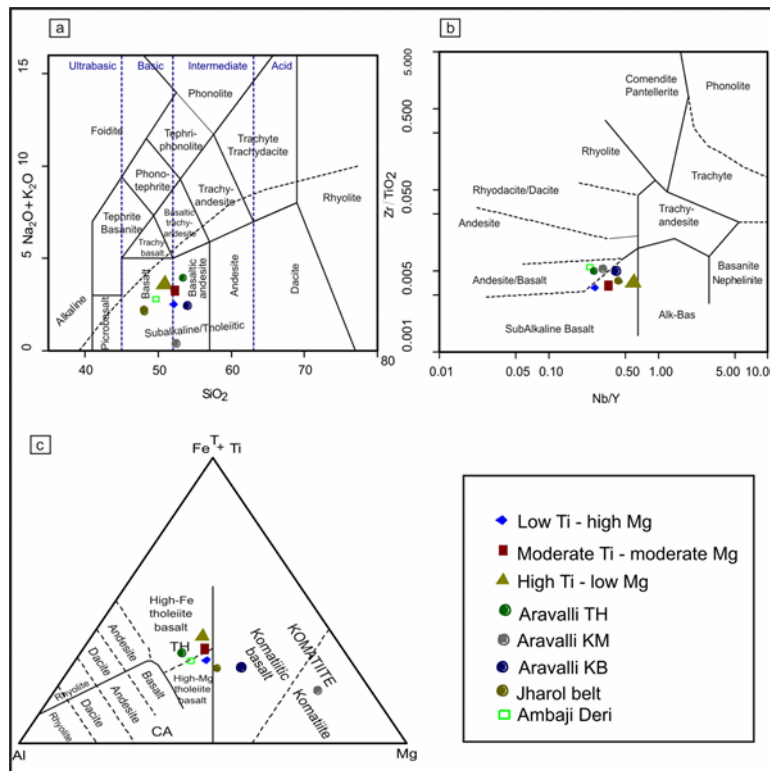 a
Ultrabasic Basic Intermediate Acid
Phonolite
Foidite
Tephri-
phonolite
Trachyte
Trachydacite
Phono-
tephrite
Trachy-
andesite
Rhyolite
Tephrite
Basanite
Basaltic
trachy-
andesite
Trachy
basalt
Alkaline
Picrobasalt
Basalt
Basaltic
andesite
Andesite
Dacite
Subalkaline/Tholeiitic
Na2O+K2O
0 5 10 15
40 50 60 70 80
SiO2
b
Comendite
Pantellerite
Phonolite
Rhyolite
Trachyte
Rhyodacite/Dacite
Trachy-
andesite
Andesite
Andesite/Basalt
Basanite
Nephelinite
SubAlkaline Basalt
Alk-Bas
Zr/TiO2
5.000
0.500
0.050
0.005
0.001
0.01 0.05 0.10 0.50 1.00 5.00 10.0
Nb/Y
c
FeT+ Ti
High-Fe
tholeiite
basalt
TH
High-Mg
tholeiite
basalt
Komatiitic
basalt
KOMATIITE
Komatiite
Andesite
Dacite
Rhyolite
Basalt
Andesite
Dacite
Rhyolite
CA
Al
Mg
Low Ti - high Mg
Moderate Ti - moderate Mg
High Ti - low Mg
Aravalli TH
Aravalli KM
Aravalli KB
Jharol belt
Ambaji Deri